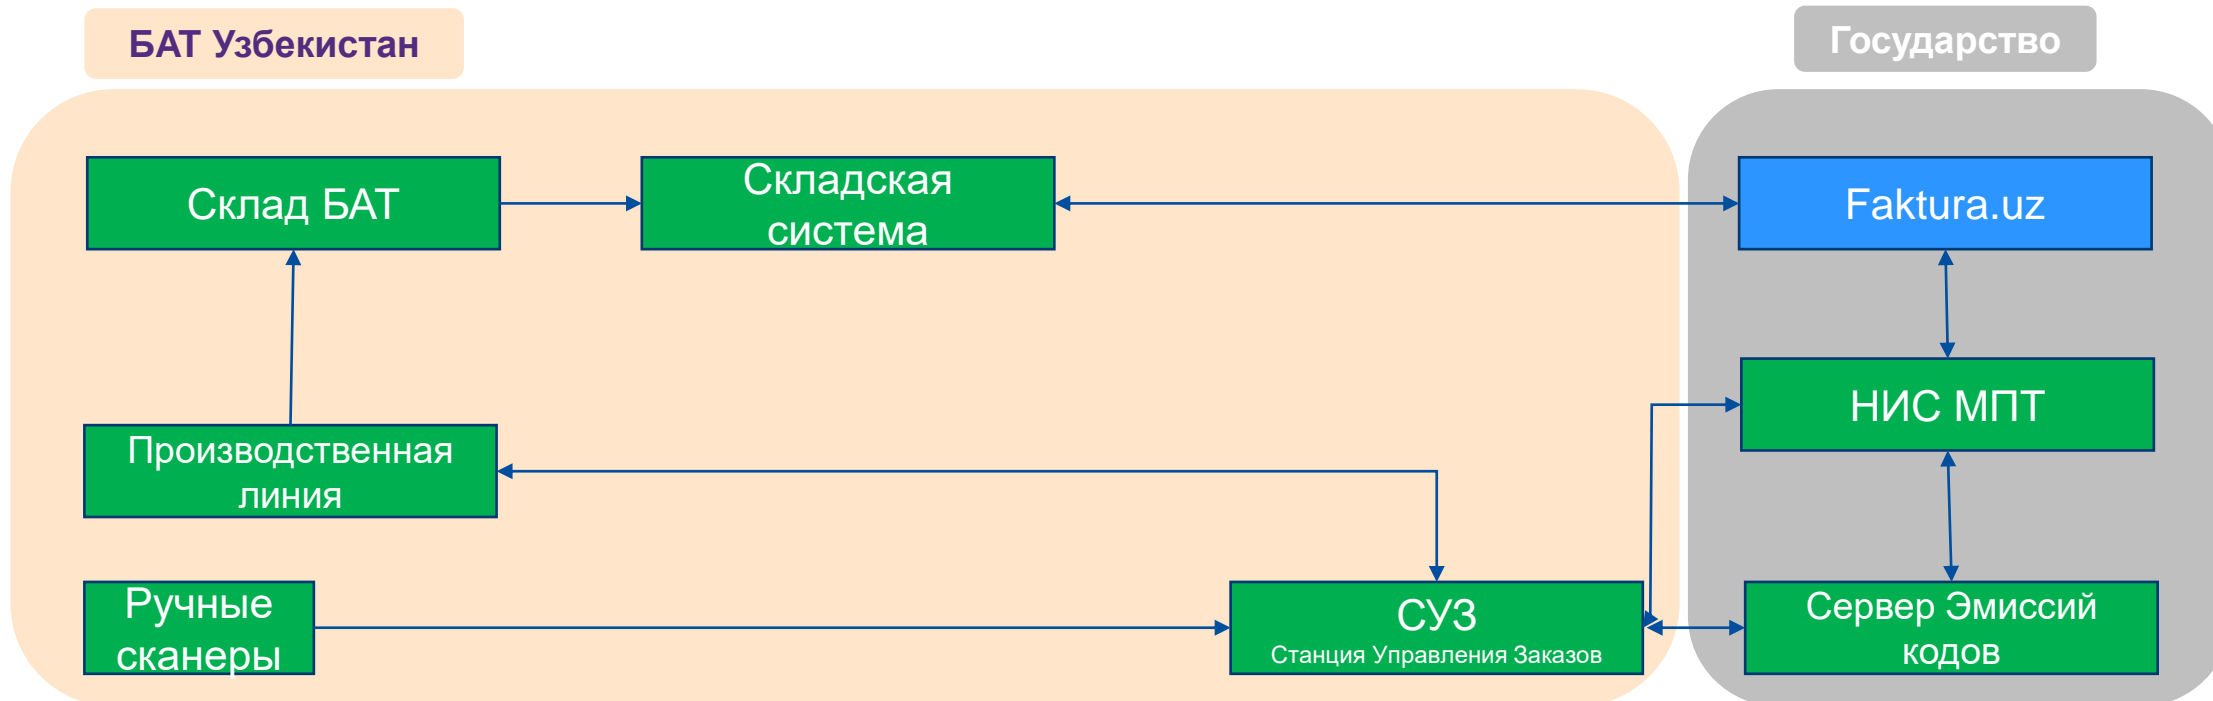 БАТ Узбекистан
Государство
Склад БАТ
Складская
система
Faktura.uz
НИС МПТ
Производственная
линия
Ручные
сканеры
СУЗ
Станция Управления Заказов
Сервер Эмиссий
кодов